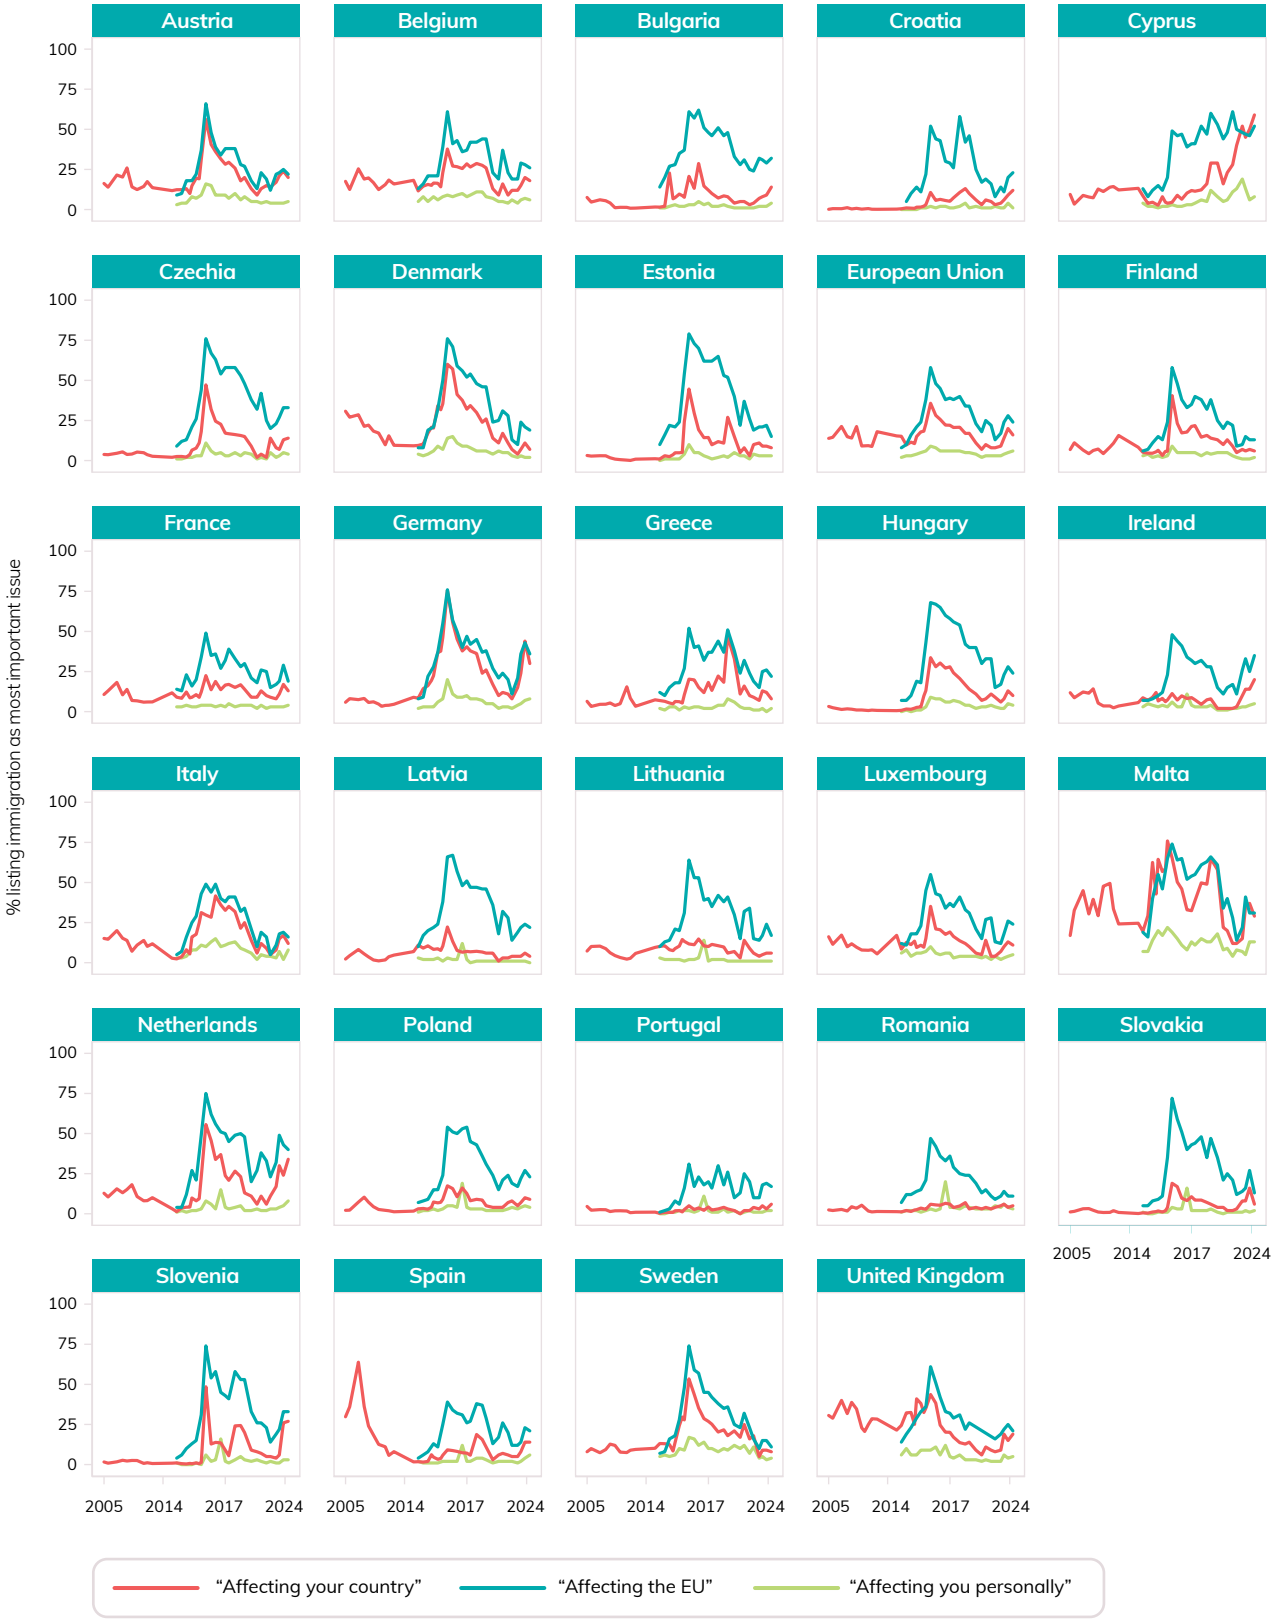 Austria
Belgium
Bulgaria
Croatia
Cyprus
100
75
50
25
0
Czechia
Denmark
Estonia
European Union
Finland
100
75
50
25
0
France
Germany
Greece
Hungary
Ireland
100
75
50
25
0
% listing immigration as most important issue
Italy
Latvia
Lithuania
Luxembourg
Malta
100
75
50
25
0
Netherlands
Poland
Portugal
Romania
Slovakia
100
75
50
25
0
2005 2014 2017 2024
Slovenia
Spain
Sweden
United Kingdom
100
75
50
25
0
2005 2014 2017 2024
2005 2014 2017 2024
2005 2014 2017 2024
2005 2014 2017 2024
“Affecting your country”
“Affecting the EU”
“Affecting you personally”